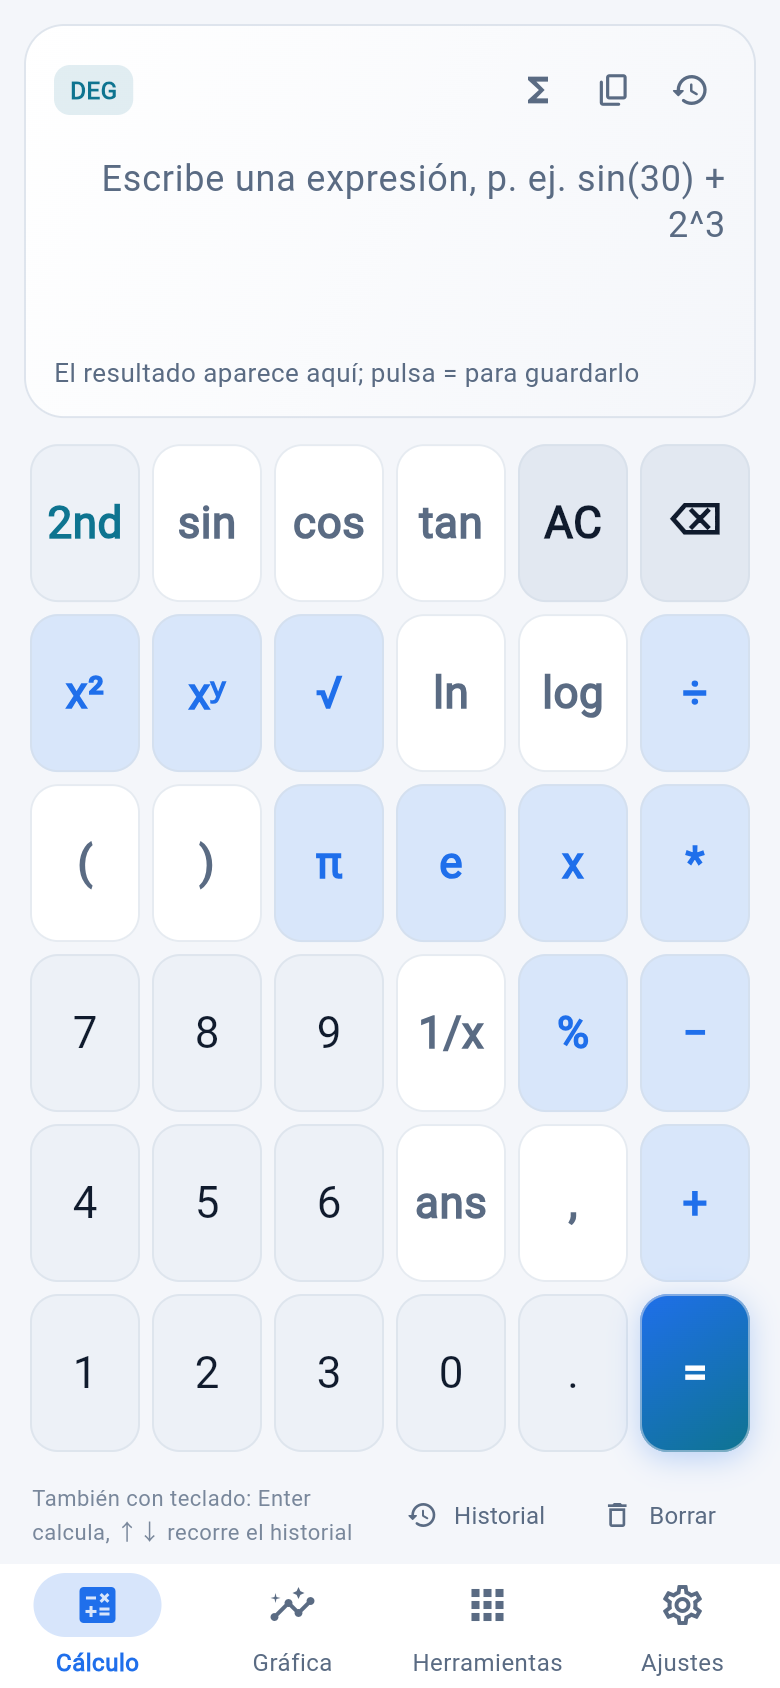 DEG
Escribe una expresión, p. ej. sin(30) +
2^3
El resultado aparece aquí; pulsa = para guardarlo
2nd sin cos tan AC
x² xʸ √ ln log ÷
( ) π e x *
7 8 9 1/x % −
4 5 6 ans , +
1 2 3 0 . =
También con teclado: Enter
calcula, ↑ ↓ recorre el historial
Historial Borrar
Cálculo Gráfica Herramientas Ajustes